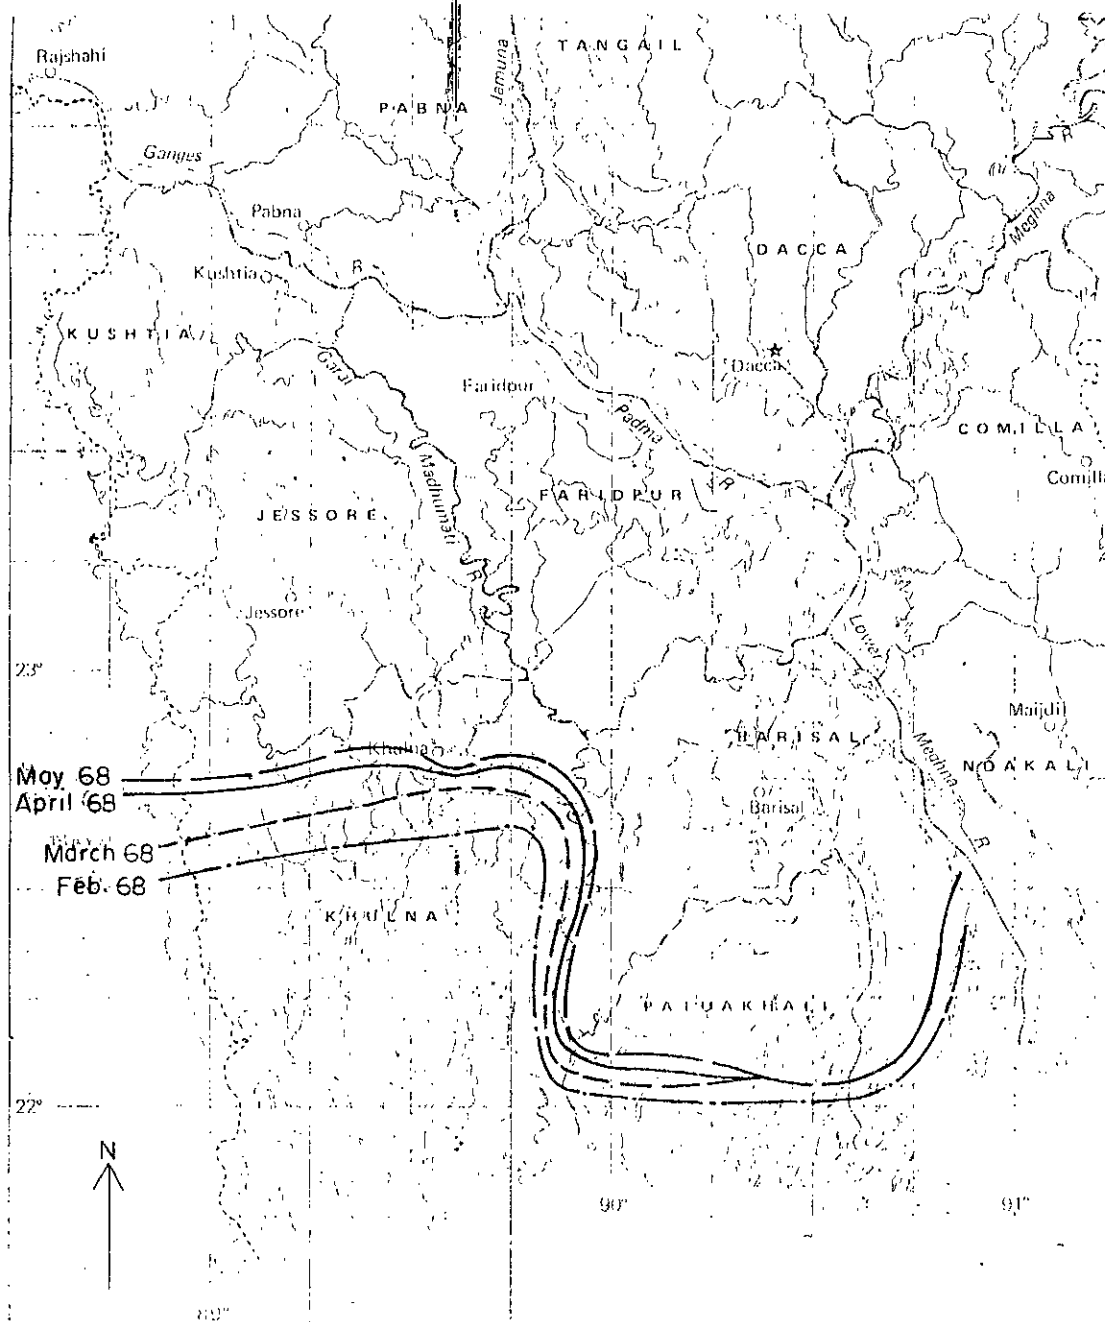 TANGAIL
Rajshahi
Jamuna
PABNA
R
Ganges
Meghna
Pabna
DACCA
R
Kushtia
KUSHTIA
Garai
Dacca
Faridpur
Padma
COMILLA
Comilla
Madhumati
R
FARIDPUR
JESSORE
R
Jessore
Lower
23°
Maijdi
BARISAL
Meghna
Khulna
NOAKALI
May 68
April 68
Barisal
R
March 68
Feb. 68
KHULNA
PATUAKHALI
22°
N
90°
91°
89°